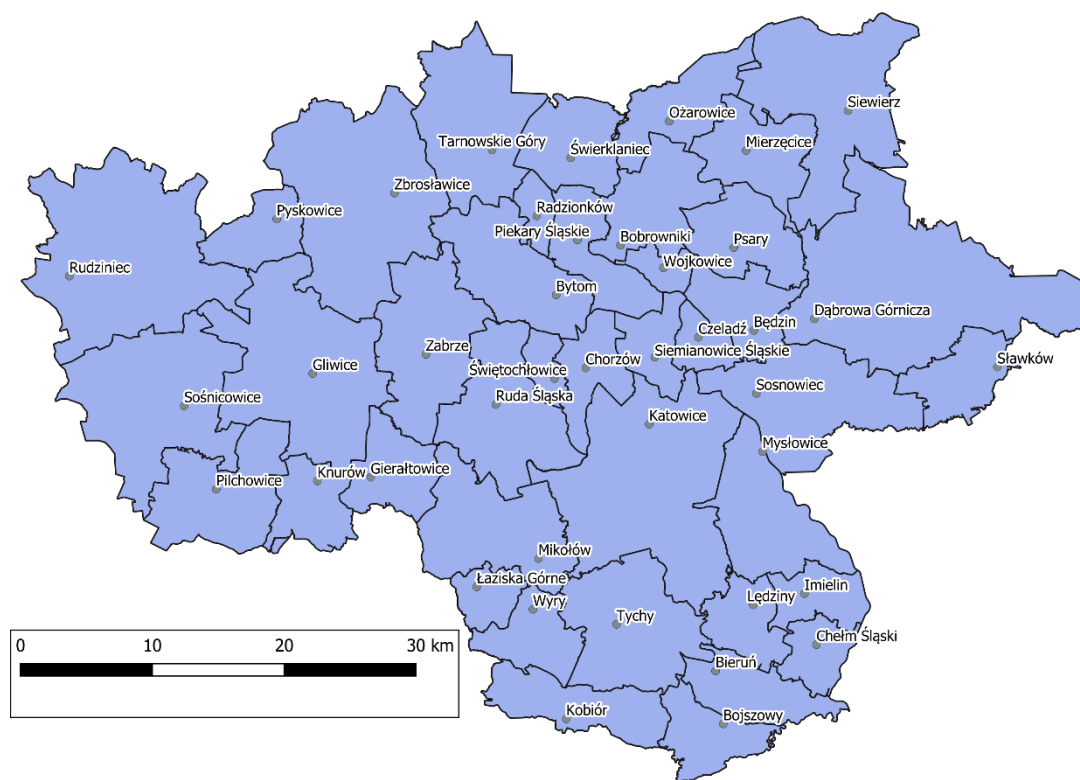 Siewierz
Ożarowice
Tarnowskie Góry
Mierzęcice
Świerklaniec
Zbrosławice
Pyskowice
Radzionków
Piekary Śląskie
Bobrowniki
Psary
Wojkowice
Rudziniec
Bytom
Dąbrowa Górnicza
Czeladź
Będzin
Zabrze
Siemianowice Śląskie
Gliwice
Chorzów
Świętochłowice
Sławków
Sośnicowice
Ruda Śląska
Sosnowiec
Katowice
Mysłowice
Pilchowice
Knurów
Gierałtowice
Mikołów
Łaziska Górne
Imielin
Wyry
Lędziny
Tychy
Chełm Śląski
0 10 20 30 km
Bieruń
Kobiór
Bojszowy